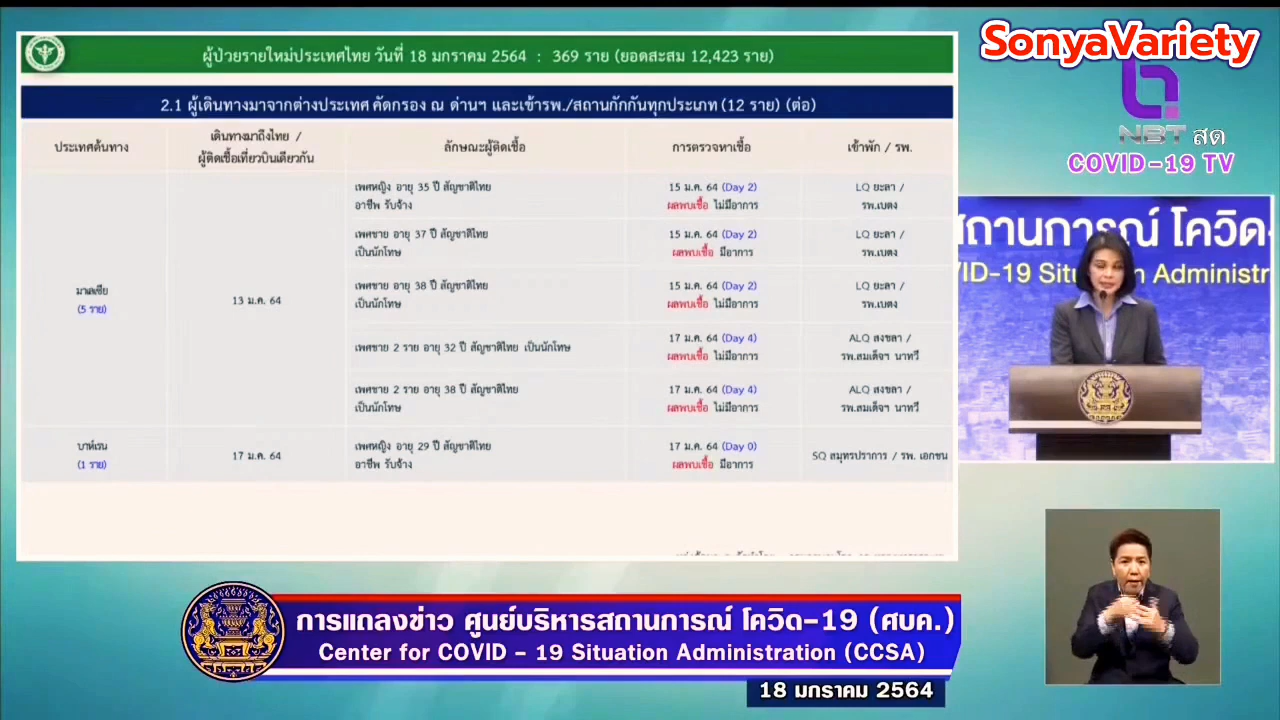 SonyaVariety
NBT สด
COVID-19 TV
ผู้ป่วยรายใหม่ประเทศไทย วันที่ 18 มกราคม 2564 : 369 ราย (ยอดสะสม 12,423 ราย)
2.1 ผู้เดินทางมาจากต่างประเทศ คัดกรอง ณ ด่านฯ และเข้ารพ./สถานกักกันทุกประเภท (12 ราย) (ต่อ)
ประเทศต้นทาง
เดินทางมาถึงไทย /
ผู้ติดเชื้อเที่ยวบินเดียวกัน
ลักษณะผู้ติดเชื้อ
การตรวจหาเชื้อ
เข้าพัก / รพ.
มาเลเซีย
(5 ราย)
13 ม.ค. 64
เพศหญิง อายุ 35 ปี สัญชาติไทย
อาชีพ รับจ้าง
15 ม.ค. 64 (Day 2)
ผลพบเชื้อ ไม่มีอาการ
LQ ยะลา /
รพ.เบตง
เพศชาย อายุ 37 ปี สัญชาติไทย
เป็นนักโทษ
15 ม.ค. 64 (Day 2)
ผลพบเชื้อ มีอาการ
LQ ยะลา /
รพ.เบตง
เพศชาย อายุ 38 ปี สัญชาติไทย
เป็นนักโทษ
15 ม.ค. 64 (Day 2)
ผลพบเชื้อ ไม่มีอาการ
LQ ยะลา /
รพ.เบตง
เพศชาย 2 ราย อายุ 32 ปี สัญชาติไทย เป็นนักโทษ
17 ม.ค. 64 (Day 4)
ผลพบเชื้อ ไม่มีอาการ
ALQ สงขลา /
รพ.สมเด็จฯ นาทวี
เพศชาย 2 ราย อายุ 38 ปี สัญชาติไทย
เป็นนักโทษ
17 ม.ค. 64 (Day 4)
ผลพบเชื้อ ไม่มีอาการ
ALQ สงขลา /
รพ.สมเด็จฯ นาทวี
บาห์เรน
(1 ราย)
17 ม.ค. 64
เพศหญิง อายุ 29 ปี สัญชาติไทย
อาชีพ รับจ้าง
17 ม.ค. 64 (Day 0)
ผลพบเชื้อ มีอาการ
SQ สมุทรปราการ / รพ. เอกชน
สถานการณ์ โควิด-
VID-19 Situation Administr
การแถลงข่าว ศูนย์บริหารสถานการณ์ โควิด-19 (ศบค.)
Center for COVID - 19 Situation Administration (CCSA)
18 มกราคม 2564